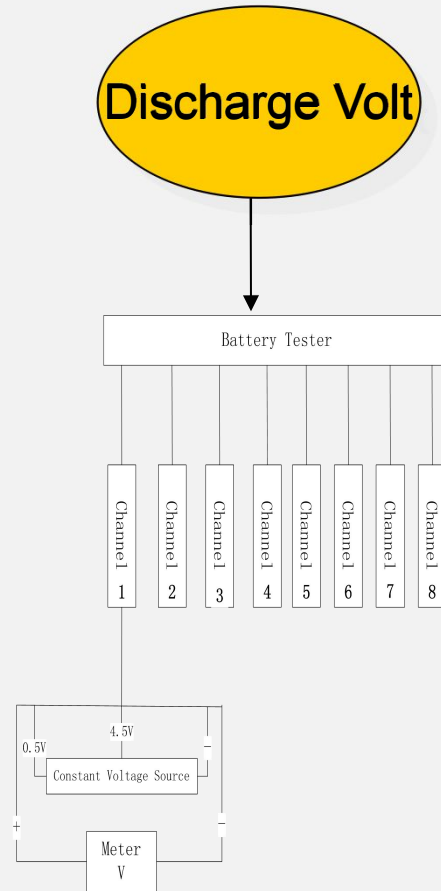 Discharge Volt
Battery Tester
Channel 1
Channel 2
Channel 3
Channel 4
Channel 5
Channel 6
Channel 7
Channel 8
4.5V
0.5V
—
Constant Voltage Source
+
—
Meter
V